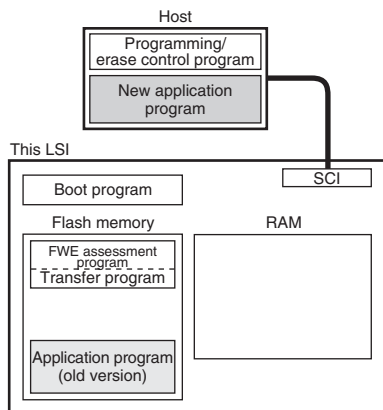 Host
Programming/
erase control program
New application
program
This LSI
SCI
Boot program
Flash memory
RAM
FWE assessment
program
Transfer program
Application program
(old version)